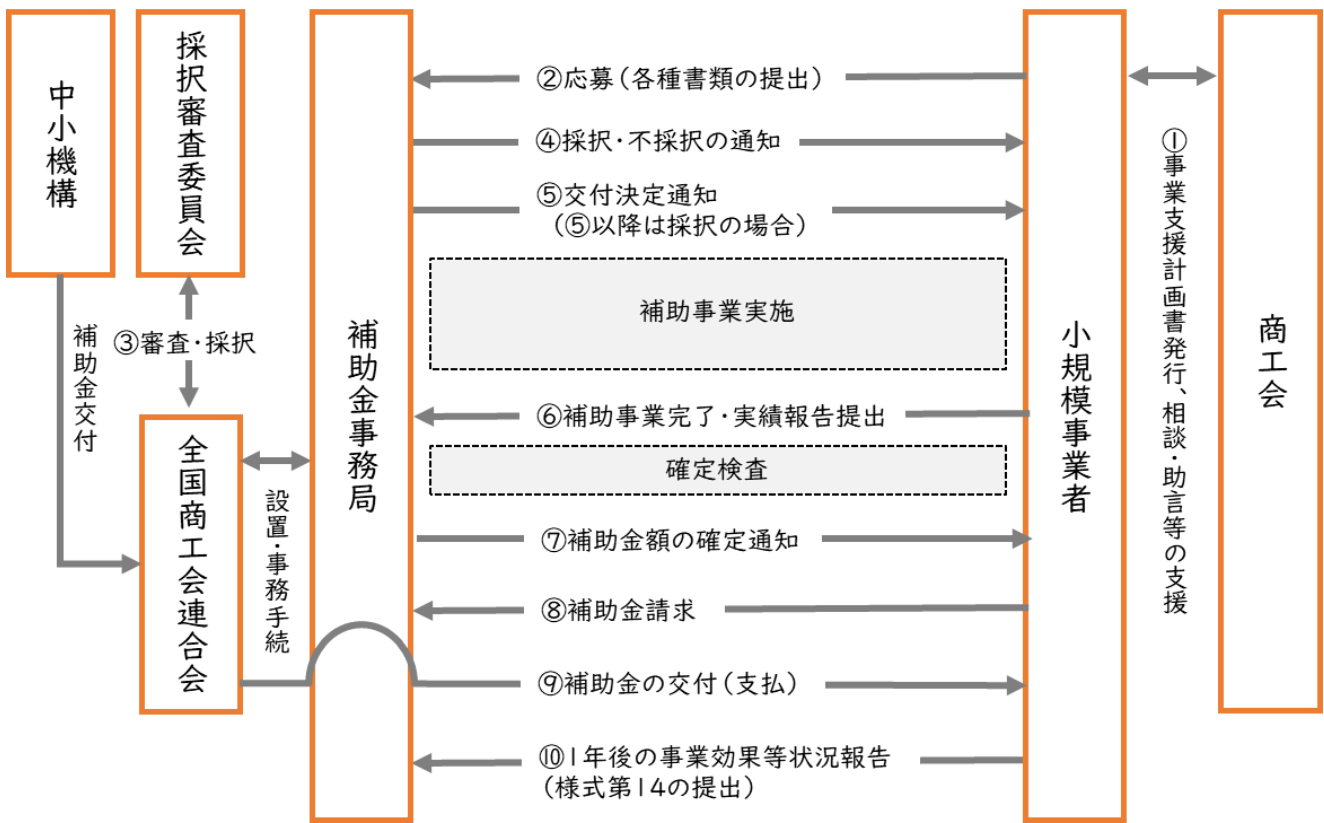 中小機構
採択審査委員会
補助金事務局
小規模事業者
商工会
全国商工会連合会
補助金交付
③審査・採択
設置・事務手続
①事業支援計画書発行、相談・助言等の支援
②応募(各種書類の提出)
④採択・不採択の通知
⑤交付決定通知
(⑤以降は採択の場合)
補助事業実施
⑥補助事業完了・実績報告提出
確定検査
⑦補助金額の確定通知
⑧補助金請求
⑨補助金の交付(支払)
⑩1年後の事業効果等状況報告
(様式第14の提出)